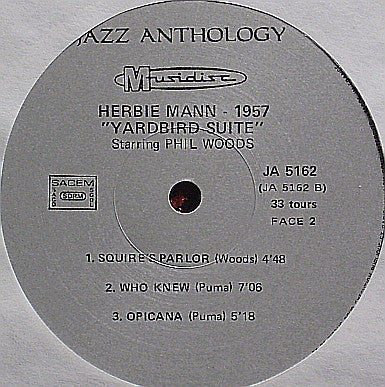 JAZZ ANTHOLOGY
Musidisc
HERBIE MANN - 1957
"YARDBIRD SUITE"
Starring PHIL WOODS
JA 5162
(JA 5162 B)
33 tours
FACE 2
SACEM
1. SQUIRE'S PARLOR (Woods) 4'48
2. WHO KNEW (Puma) 7'06
3. OPICANA (Puma) 5'18